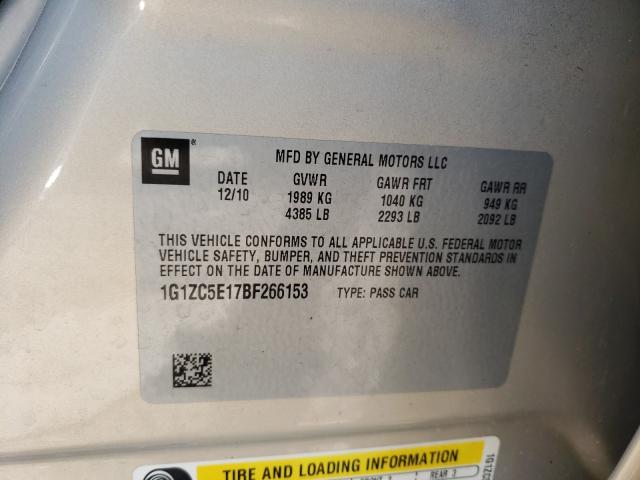 GM ®
MFD BY GENERAL MOTORS LLC
DATE GVWR GAWR FRT GAWR RR
12/10 1989 KG 1040 KG 949 KG
4385 LB 2293 LB 2092 LB
THIS VEHICLE CONFORMS TO ALL APPLICABLE U.S. FEDERAL MOTOR
VEHICLE SAFETY, BUMPER, AND THEFT PREVENTION STANDARDS IN
EFFECT ON THE DATE OF MANUFACTURE SHOWN ABOVE.
1G1ZC5E17BF266153 TYPE: PASS CAR
TIRE AND LOADING INFORMATION
REAR 3
1G1ZC5